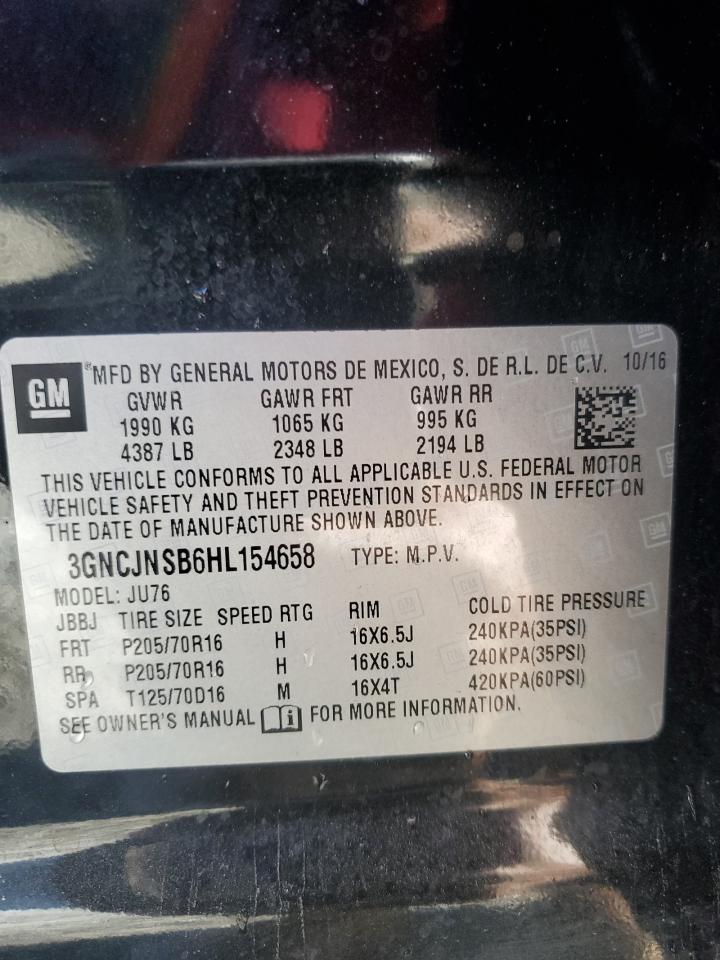 GM
®MFD BY GENERAL MOTORS DE MEXICO, S. DE R.L. DE C.V. 10/16
GVWR GAWR FRT GAWR RR
1990 KG 1065 KG 995 KG
4387 LB 2348 LB 2194 LB
THIS VEHICLE CONFORMS TO ALL APPLICABLE U.S. FEDERAL MOTOR
VEHICLE SAFETY AND THEFT PREVENTION STANDARDS IN EFFECT ON
THE DATE OF MANUFACTURE SHOWN ABOVE.
3GNCJNSB6HL154658 TYPE: M.P.V.
MODEL: JU76
JBBJ TIRE SIZE SPEED RTG RIM COLD TIRE PRESSURE
FRT P205/70R16 H 16X6.5J 240KPA(35PSI)
RR P205/70R16 H 16X6.5J 240KPA(35PSI)
SPA T125/70D16 M 16X4T 420KPA(60PSI)
SEE OWNER'S MANUAL i FOR MORE INFORMATION.